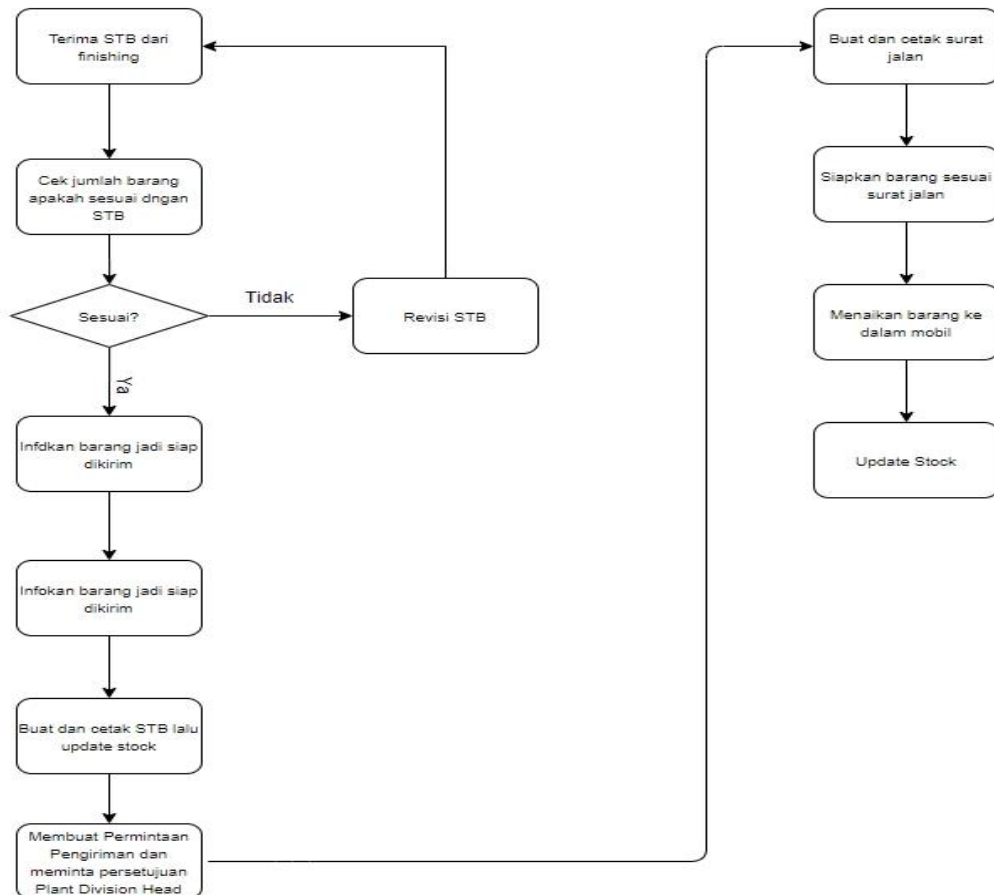 Terima STB dari
finishing
Cek jumlah barang
apakah sesuai dngan
STB
Sesuai?
Tidak
Revisi STB
Ya
Infdkan barang jadi siap
dikirim
Infokan barang jadi siap
dikirim
Buat dan cetak STB lalu
update stock
Membuat Permintaan
Pengiriman dan
meminta persetujuan
Plant Division Head
Buat dan cetak surat
jalan
Siapkan barang sesuai
surat jalan
Menaikan barang ke
dalam mobil
Update Stock